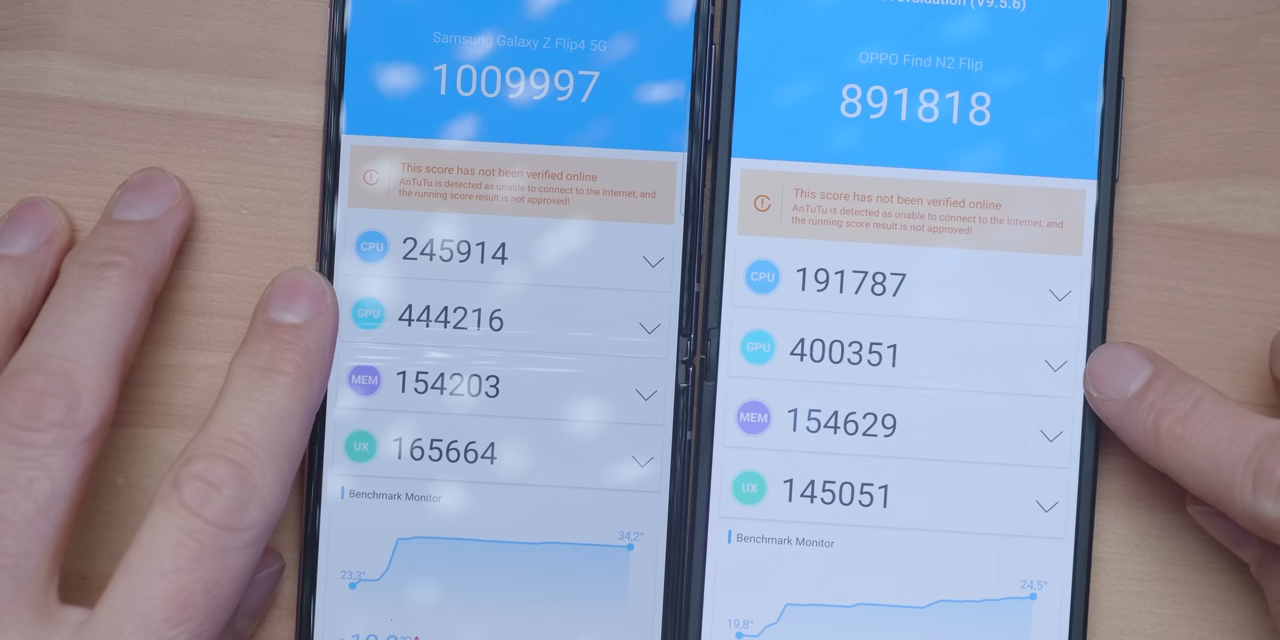 Samsung Galaxy Z Flip4 5G
1009997
This score has not been verified online
AnTuTu is detected as unable to connect to the Internet, and
the running score result is not approved!
CPU 245914
GPU 444216
MEM 154203
UX 165664
Benchmark Monitor
34,2°
23,3°
(V9.5.6)
OPPO Find N2 Flip
891818
This score has not been verified online
AnTuTu is detected as unable to connect to the Internet, and
the running score result is not approved!
CPU 191787
GPU 400351
MEM 154629
UX 145051
Benchmark Monitor
24,5°
19,8°